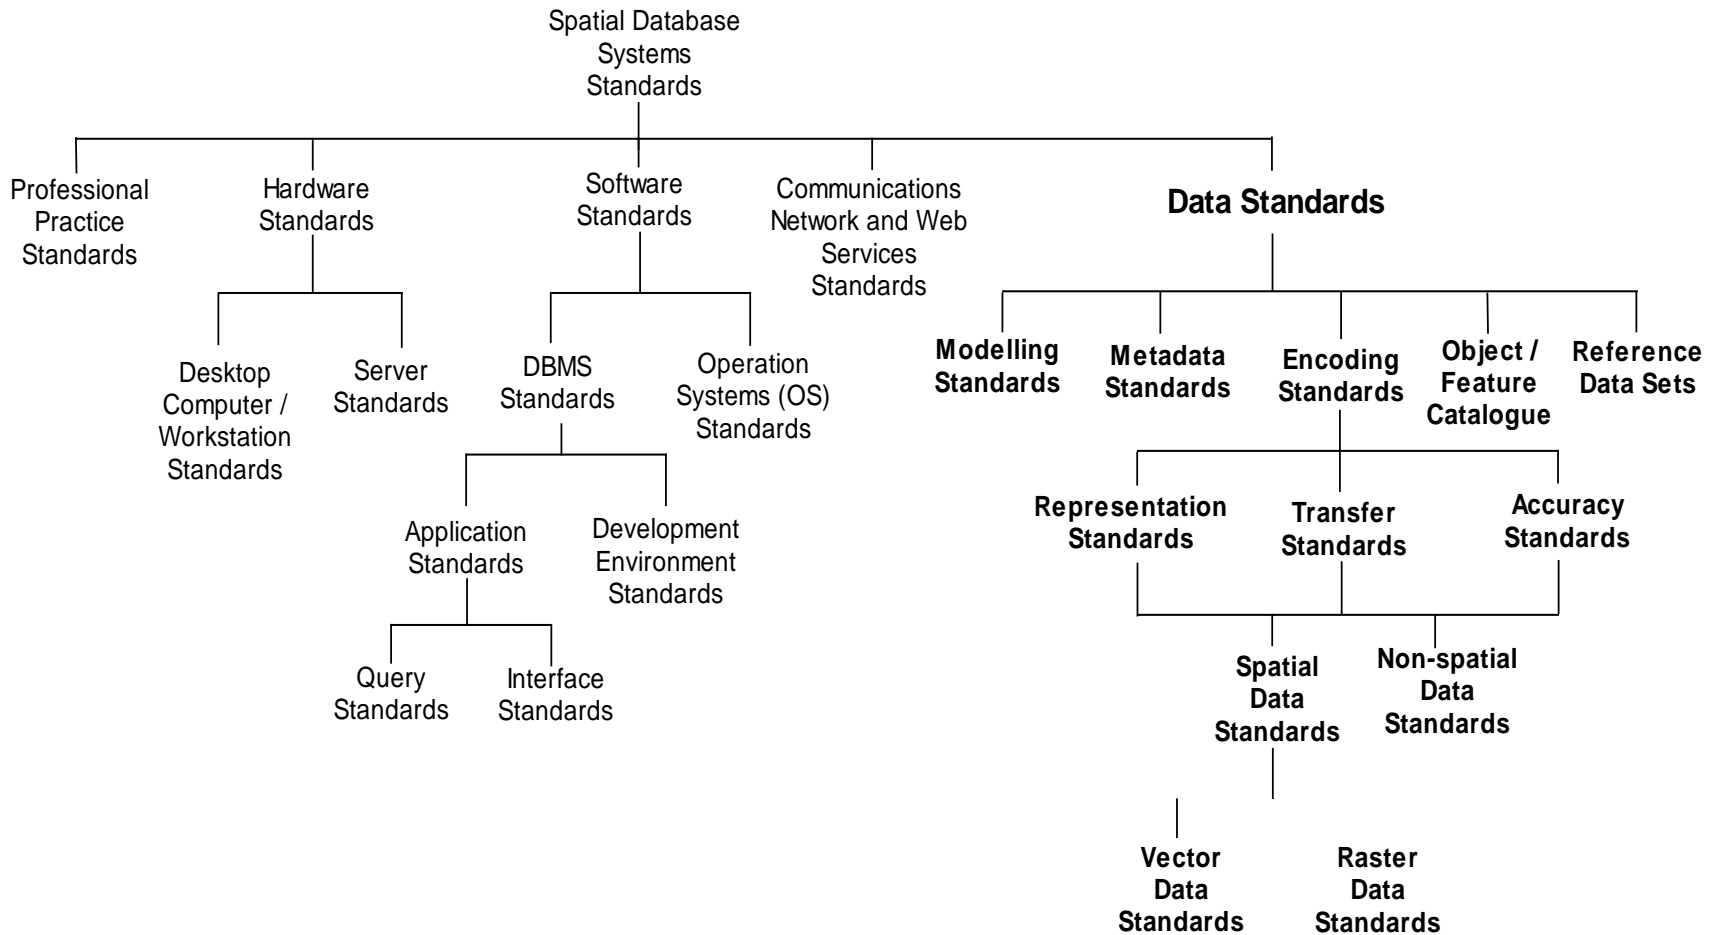 Spatial Database
Systems
Standards
Professional
Practice
Standards
Hardware
Standards
Software
Standards
Communications
Network and Web
Services
Standards
Data Standards
Desktop
Computer /
Workstation
Standards
Server
Standards
DBMS
Standards
Operation
Systems (OS)
Standards
Modelling
Standards
Metadata
Standards
Encoding
Standards
Object /
Feature
Catalogue
Reference
Data Sets
Application
Standards
Development
Environment
Standards
Representation
Standards
Transfer
Standards
Accuracy
Standards
Query
Standards
Interface
Standards
Spatial
Data
Standards
Non-spatial
Data
Standards
Vector
Data
Standards
Raster
Data
Standards